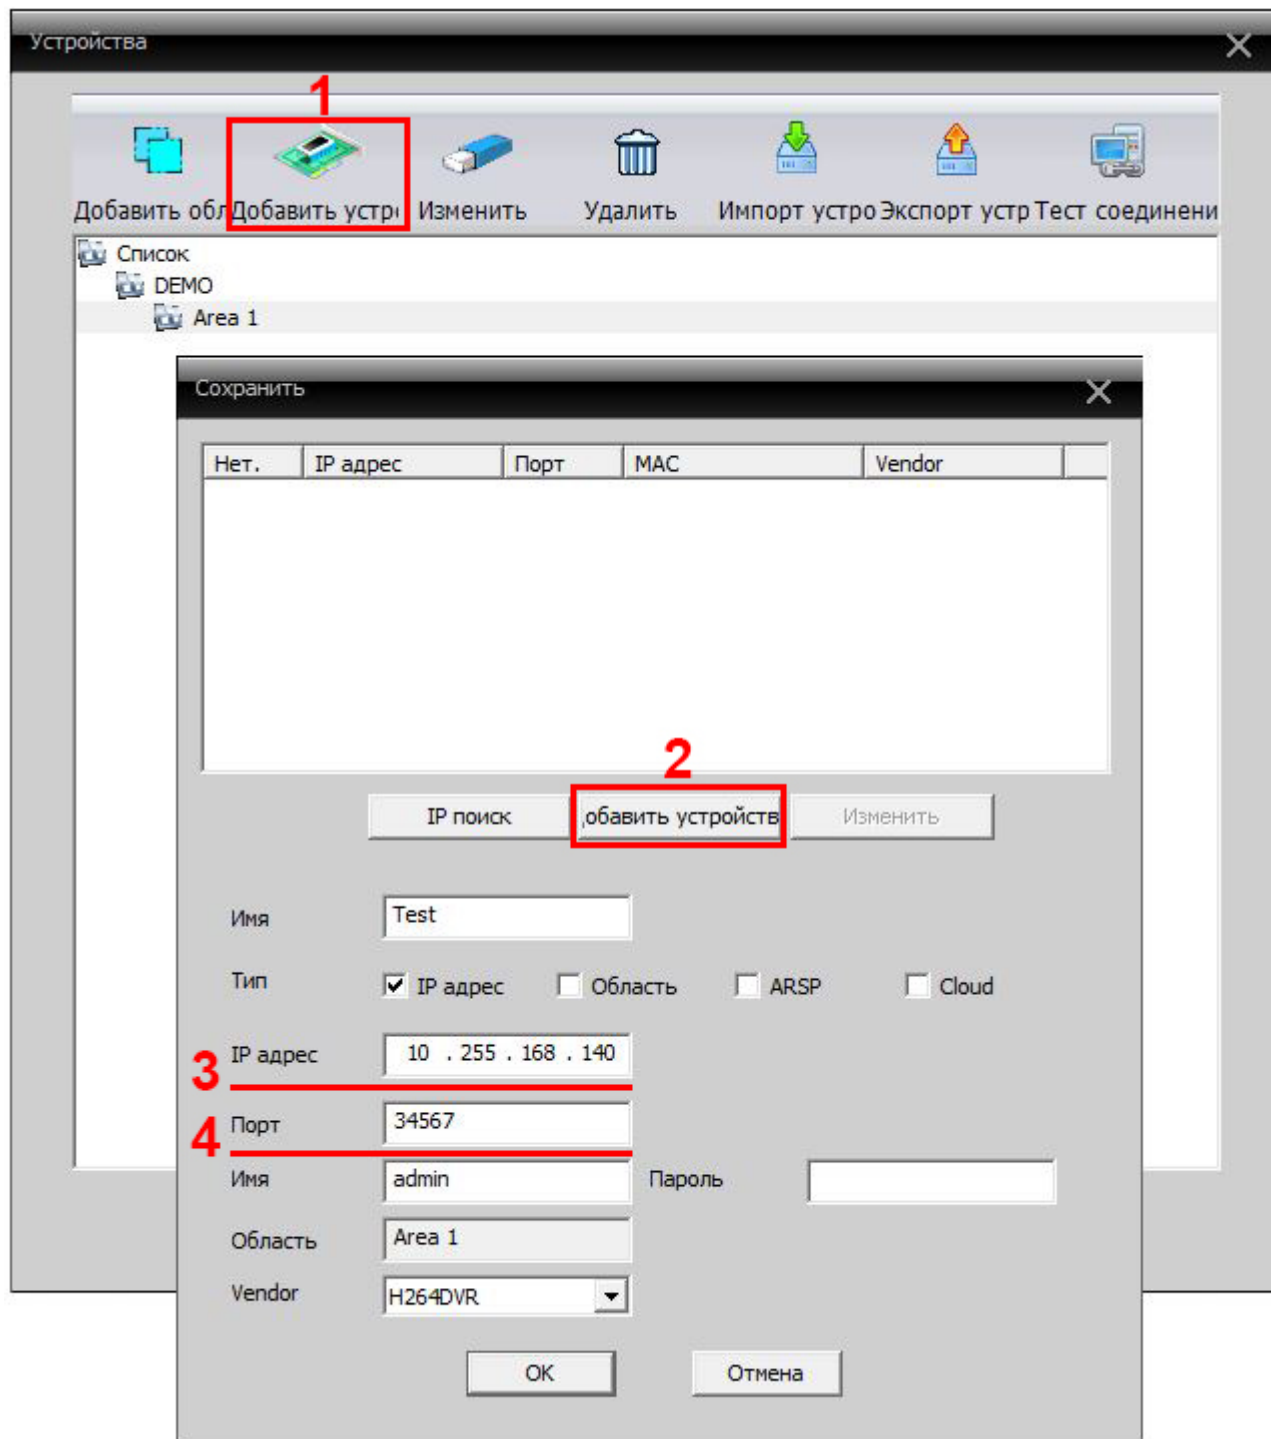 Устройства
1
Добавить обл Добавить устр Изменить Удалить Импорт устро Экспорт устр Тест соединени
Список
DEMO
Area 1
Сохранить
Нет. IP адрес Порт MAC Vendor
2
IP поиск обавить устройств Изменить
Имя Test
Тип IP адрес Область ARSP Cloud
3 IP адрес 10 . 255 . 168 . 140
4 Порт 34567
Имя admin Пароль
Область Area 1
Vendor H264DVR
OK Отмена